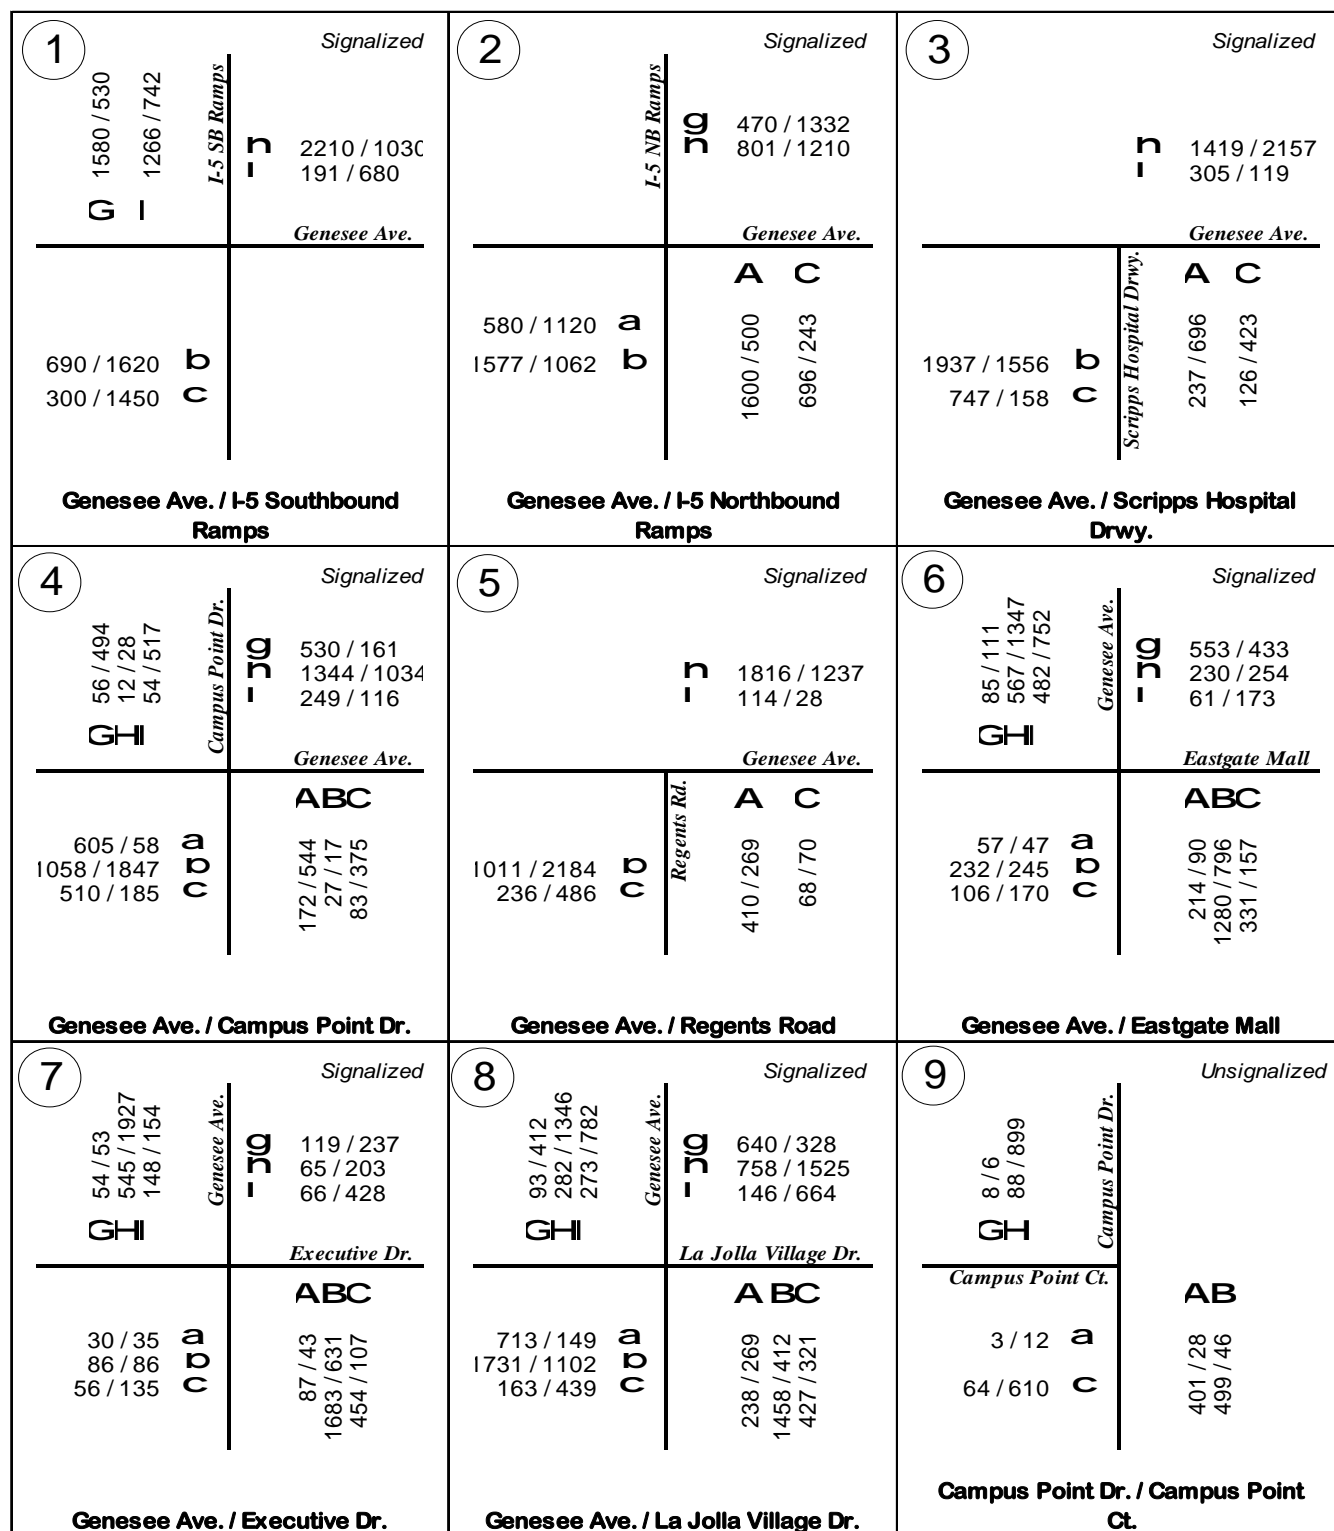 1
Signalized
1580 / 530
1266 / 742
I-5 SB Ramps
n 2210 / 1030
l 191 / 680
G I
Genesee Ave.
690 / 1620 b
300 / 1450 c
Genesee Ave. / I-5 Southbound
Ramps
2
Signalized
I-5 NB Ramps
g 470 / 1332
n 801 / 1210
Genesee Ave.
A C
580 / 1120 a
1577 / 1062 b
1600 / 500
696 / 243
Genesee Ave. / I-5 Northbound
Ramps
3
Signalized
n 1419 / 2157
l 305 / 119
Genesee Ave.
Scripps Hospital Drwy.
A C
1937 / 1556 b
747 / 158 c
237 / 696
126 / 423
Genesee Ave. / Scripps Hospital
Drwy.
4
Signalized
56 / 494
12 / 28
54 / 517
Campus Point Dr.
g 530 / 161
n 1344 / 1034
l 249 / 116
GHI
Genesee Ave.
ABC
605 / 58 a
1058 / 1847 b
510 / 185 c
172 / 544
27 / 17
83 / 375
Genesee Ave. / Campus Point Dr.
5
Signalized
n 1816 / 1237
l 114 / 28
Genesee Ave.
Regents Rd.
A C
1011 / 2184 b
236 / 486 c
410 / 269
68 / 70
Genesee Ave. / Regents Road
6
Signalized
85 / 111
567 / 1347
482 / 752
Genesee Ave.
g 553 / 433
n 230 / 254
l 61 / 173
GHI
Eastgate Mall
ABC
57 / 47 a
232 / 245 b
106 / 170 c
214 / 90
1280 / 796
331 / 157
Genesee Ave. / Eastgate Mall
7
Signalized
54 / 53
545 / 1927
148 / 154
Genesee Ave.
g 119 / 237
n 65 / 203
l 66 / 428
GHI
Executive Dr.
ABC
30 / 35 a
86 / 86 b
56 / 135 c
87 / 43
1683 / 631
454 / 107
Genesee Ave. / Executive Dr.
8
Signalized
93 / 412
282 / 1346
273 / 782
Genesee Ave.
g 640 / 328
n 758 / 1525
l 146 / 664
GHI
La Jolla Village Dr.
A BC
713 / 149 a
1731 / 1102 b
163 / 439 c
238 / 269
1458 / 412
427 / 321
Genesee Ave. / La Jolla Village Dr.
9
Unsignalized
8 / 6
88 / 899
Campus Point Dr.
GH
Campus Point Ct.
AB
3 / 12 a
64 / 610 c
401 / 28
499 / 46
Campus Point Dr. / Campus Point
Ct.